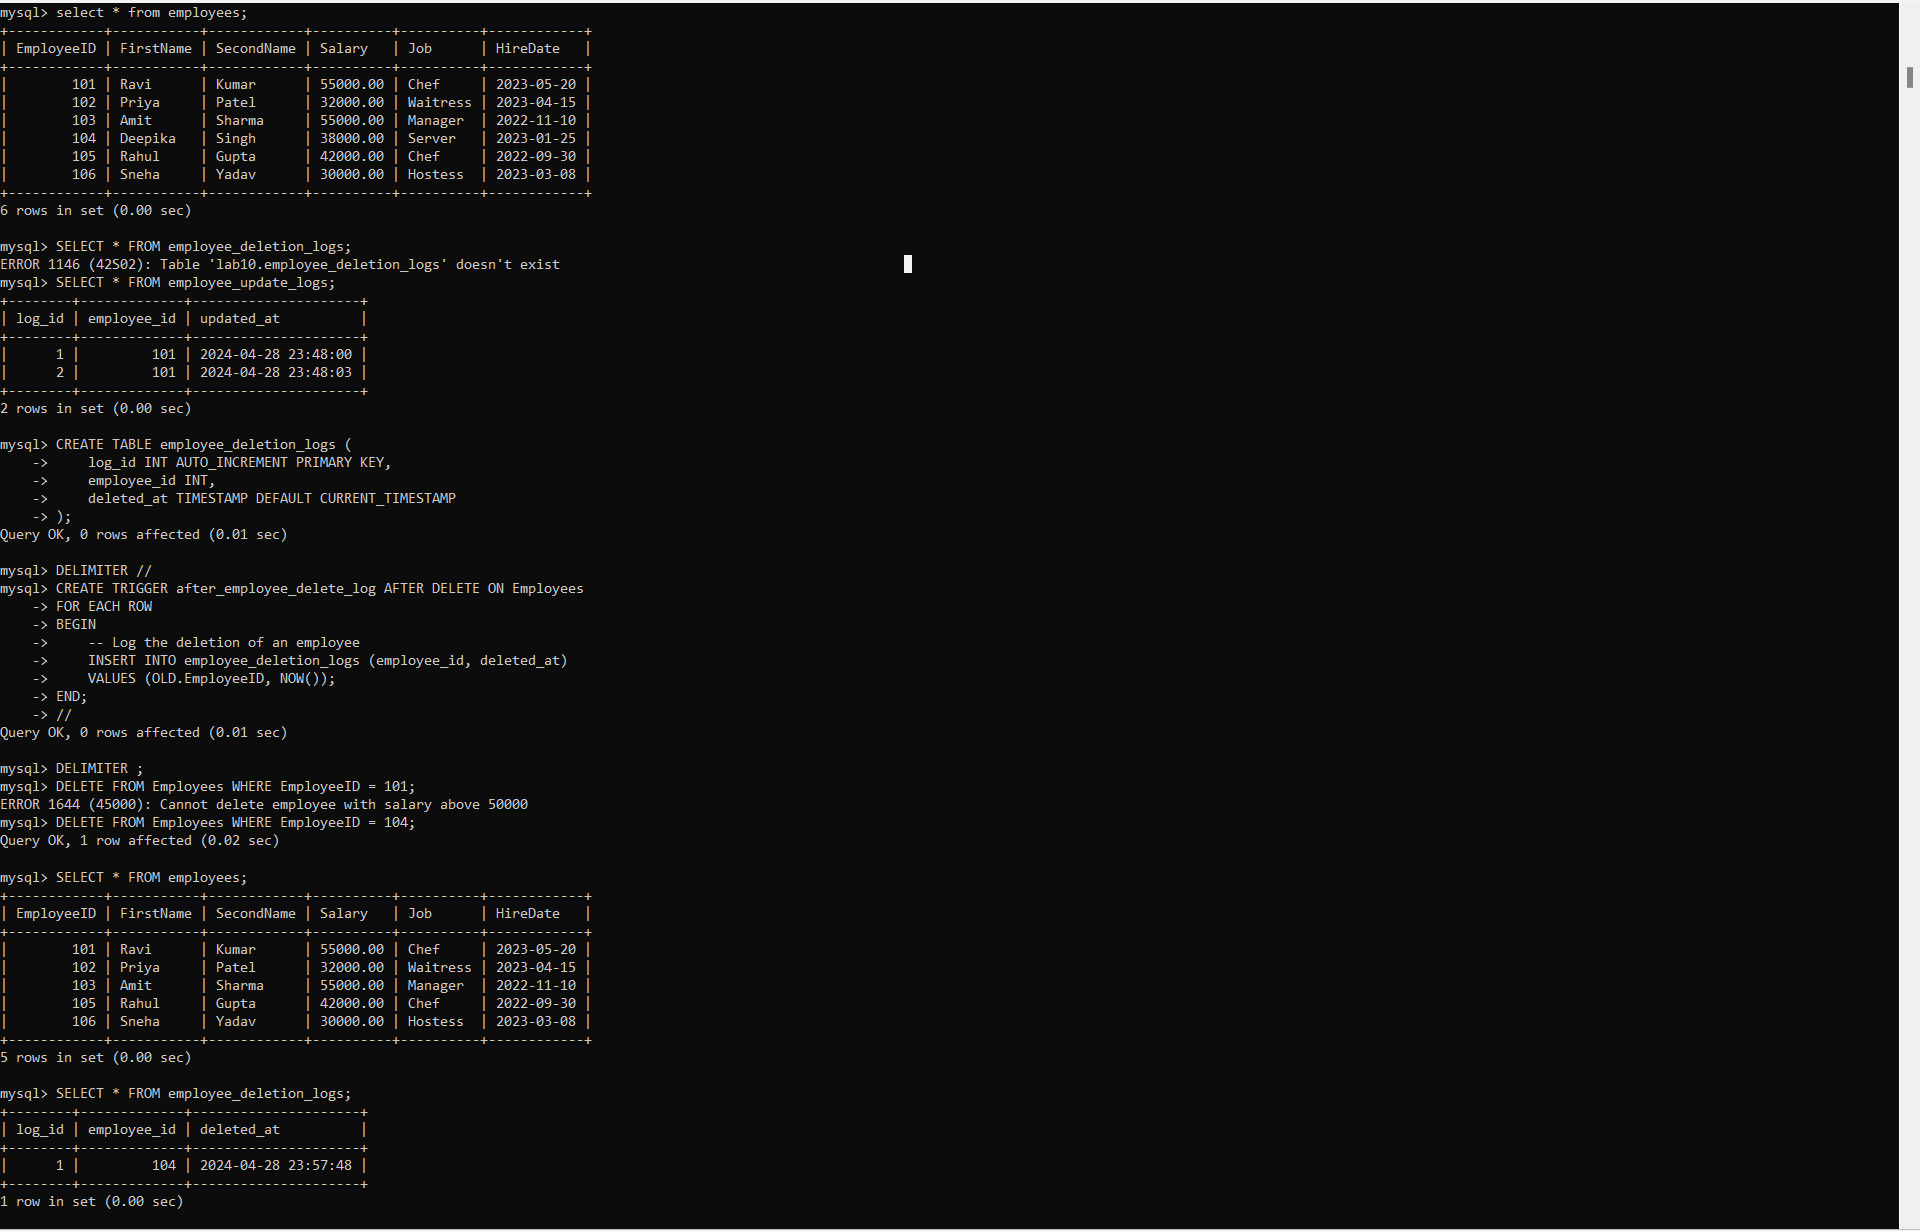 mysql> select * from employees;
+------------+-----------+------------+----------+----------+------------+
| EmployeeID | FirstName | SecondName | Salary   | Job      | HireDate   |
+------------+-----------+------------+----------+----------+------------+
|        101 | Ravi      | Kumar      | 55000.00 | Chef     | 2023-05-20 |
|        102 | Priya     | Patel      | 32000.00 | Waitress | 2023-04-15 |
|        103 | Amit      | Sharma     | 55000.00 | Manager  | 2022-11-10 |
|        104 | Deepika   | Singh      | 38000.00 | Server   | 2023-01-25 |
|        105 | Rahul     | Gupta      | 42000.00 | Chef     | 2022-09-30 |
|        106 | Sneha     | Yadav      | 30000.00 | Hostess  | 2023-03-08 |
+------------+-----------+------------+----------+----------+------------+
6 rows in set (0.00 sec)

mysql> SELECT * FROM employee_deletion_logs;
ERROR 1146 (42S02): Table 'lab10.employee_deletion_logs' doesn't exist
mysql> SELECT * FROM employee_update_logs;
+--------+-------------+---------------------+
| log_id | employee_id | updated_at          |
+--------+-------------+---------------------+
|      1 |         101 | 2024-04-28 23:48:00 |
|      2 |         101 | 2024-04-28 23:48:03 |
+--------+-------------+---------------------+
2 rows in set (0.00 sec)

mysql> CREATE TABLE employee_deletion_logs (
    ->     log_id INT AUTO_INCREMENT PRIMARY KEY,
    ->     employee_id INT,
    ->     deleted_at TIMESTAMP DEFAULT CURRENT_TIMESTAMP
    -> );
Query OK, 0 rows affected (0.01 sec)

mysql> DELIMITER //
mysql> CREATE TRIGGER after_employee_delete_log AFTER DELETE ON Employees
    -> FOR EACH ROW
    -> BEGIN
    ->     -- Log the deletion of an employee
    ->     INSERT INTO employee_deletion_logs (employee_id, deleted_at)
    ->     VALUES (OLD.EmployeeID, NOW());
    -> END;
    -> //
Query OK, 0 rows affected (0.01 sec)

mysql> DELIMITER ;
mysql> DELETE FROM Employees WHERE EmployeeID = 101;
ERROR 1644 (45000): Cannot delete employee with salary above 50000
mysql> DELETE FROM Employees WHERE EmployeeID = 104;
Query OK, 1 row affected (0.02 sec)

mysql> SELECT * FROM employees;
+------------+-----------+------------+----------+----------+------------+
| EmployeeID | FirstName | SecondName | Salary   | Job      | HireDate   |
+------------+-----------+------------+----------+----------+------------+
|        101 | Ravi      | Kumar      | 55000.00 | Chef     | 2023-05-20 |
|        102 | Priya     | Patel      | 32000.00 | Waitress | 2023-04-15 |
|        103 | Amit      | Sharma     | 55000.00 | Manager  | 2022-11-10 |
|        105 | Rahul     | Gupta      | 42000.00 | Chef     | 2022-09-30 |
|        106 | Sneha     | Yadav      | 30000.00 | Hostess  | 2023-03-08 |
+------------+-----------+------------+----------+----------+------------+
5 rows in set (0.00 sec)

mysql> SELECT * FROM employee_deletion_logs;
+--------+-------------+---------------------+
| log_id | employee_id | deleted_at          |
+--------+-------------+---------------------+
|      1 |         104 | 2024-04-28 23:57:48 |
+--------+-------------+---------------------+
1 row in set (0.00 sec)